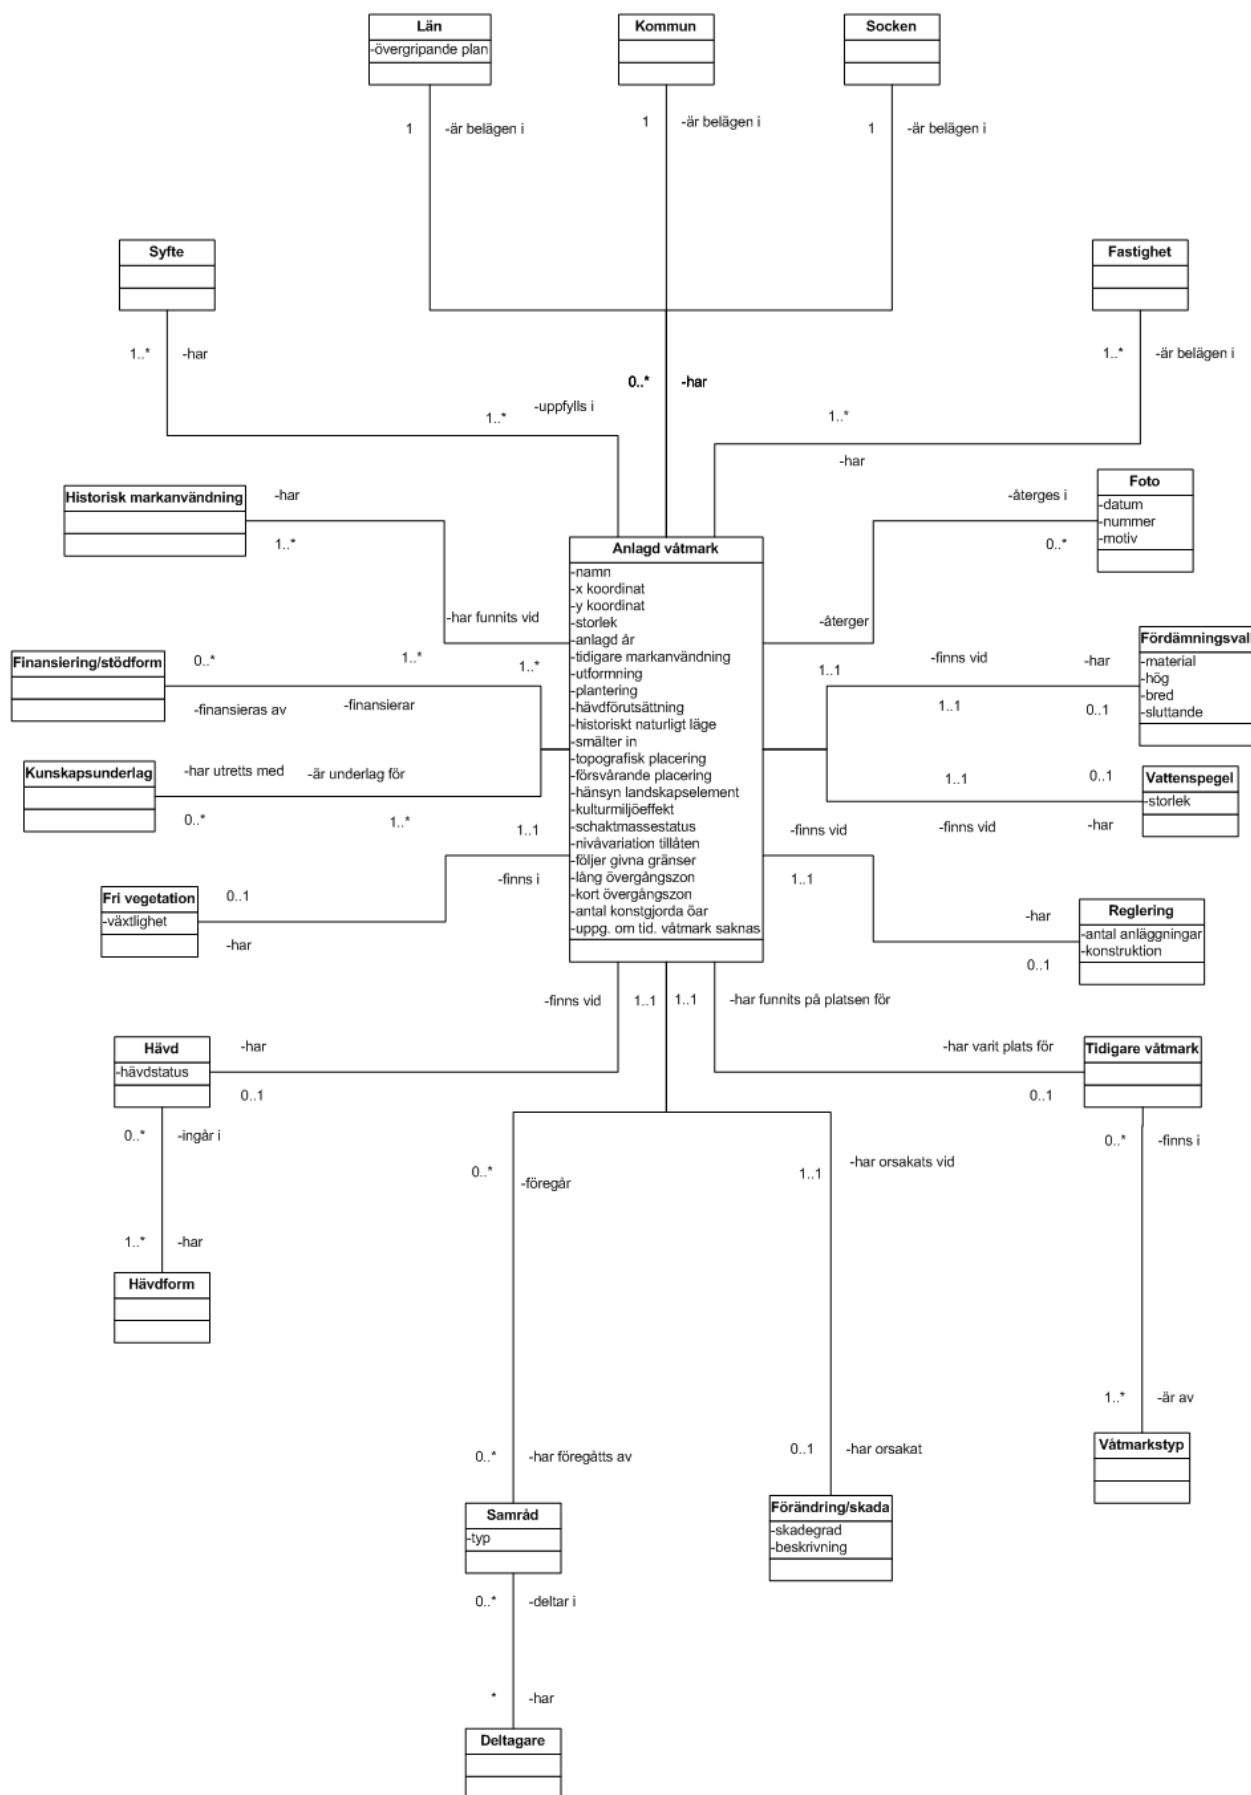 Län
-övergripande plan
Kommun
Socken
1
-är belägen i
1
-är belägen i
1
-är belägen i
Syfte
Fastighet
1..*
-har
1..*
-är belägen i
0..*
-har
-uppfylls i
1..*
1..*
-har
Historisk markanvändning
-har
1..*
-har funnits vid
1..*
Foto
-datum
-nummer
-motiv
-återges i
0..*
-återger
1..1
Anlagd våtmark
-namn
-x koordinat
-y koordinat
-storlek
-anlagd år
-tidigare markanvändning
-utformning
-plantering
-hävdförutsättning
-historiskt naturligt läge
-smälter in
-topografisk placering
-försvårande placering
-hänsyn landskapselement
-kulturmiljöeffekt
-schaktmassestatus
-nivåvariation tillåten
-följer givna gränser
-lång övergångszon
-kort övergångszon
-antal konstgjorda öar
-uppg. om tid. våtmark saknas
Finansiering/stödform
0..*
1..*
-finansieras av
-finansierar
Fördämningsvall
-material
-hög
-bred
-sluttande
-finns vid
-har
1..1
0..1
Kunskapsunderlag
-har utretts med
-är underlag för
0..*
1..*
Vattenspegel
-storlek
1..1
0..1
-finns vid
-har
1..1
-finns i
Fri vegetation
-växtlighet
0..1
-har
-finns vid
1..1
Reglering
-antal anläggningar
-konstruktion
-har
0..1
-finns vid
1..1
1..1
-har funnits på platsen för
Hävd
-hävdstatus
-har
0..1
-har varit plats för
0..1
Tidigare våtmark
0..*
-ingår i
0..*
-föregår
1..1
-har orsakats vid
0..*
-finns i
1..*
-har
Hävdform
1..*
-är av
Våtmarkstyp
0..*
-har föregåtts av
0..1
-har orsakat
Samråd
-typ
Förändring/skada
-skadegrad
-beskrivning
0..*
-deltar i
*
-har
Deltagare